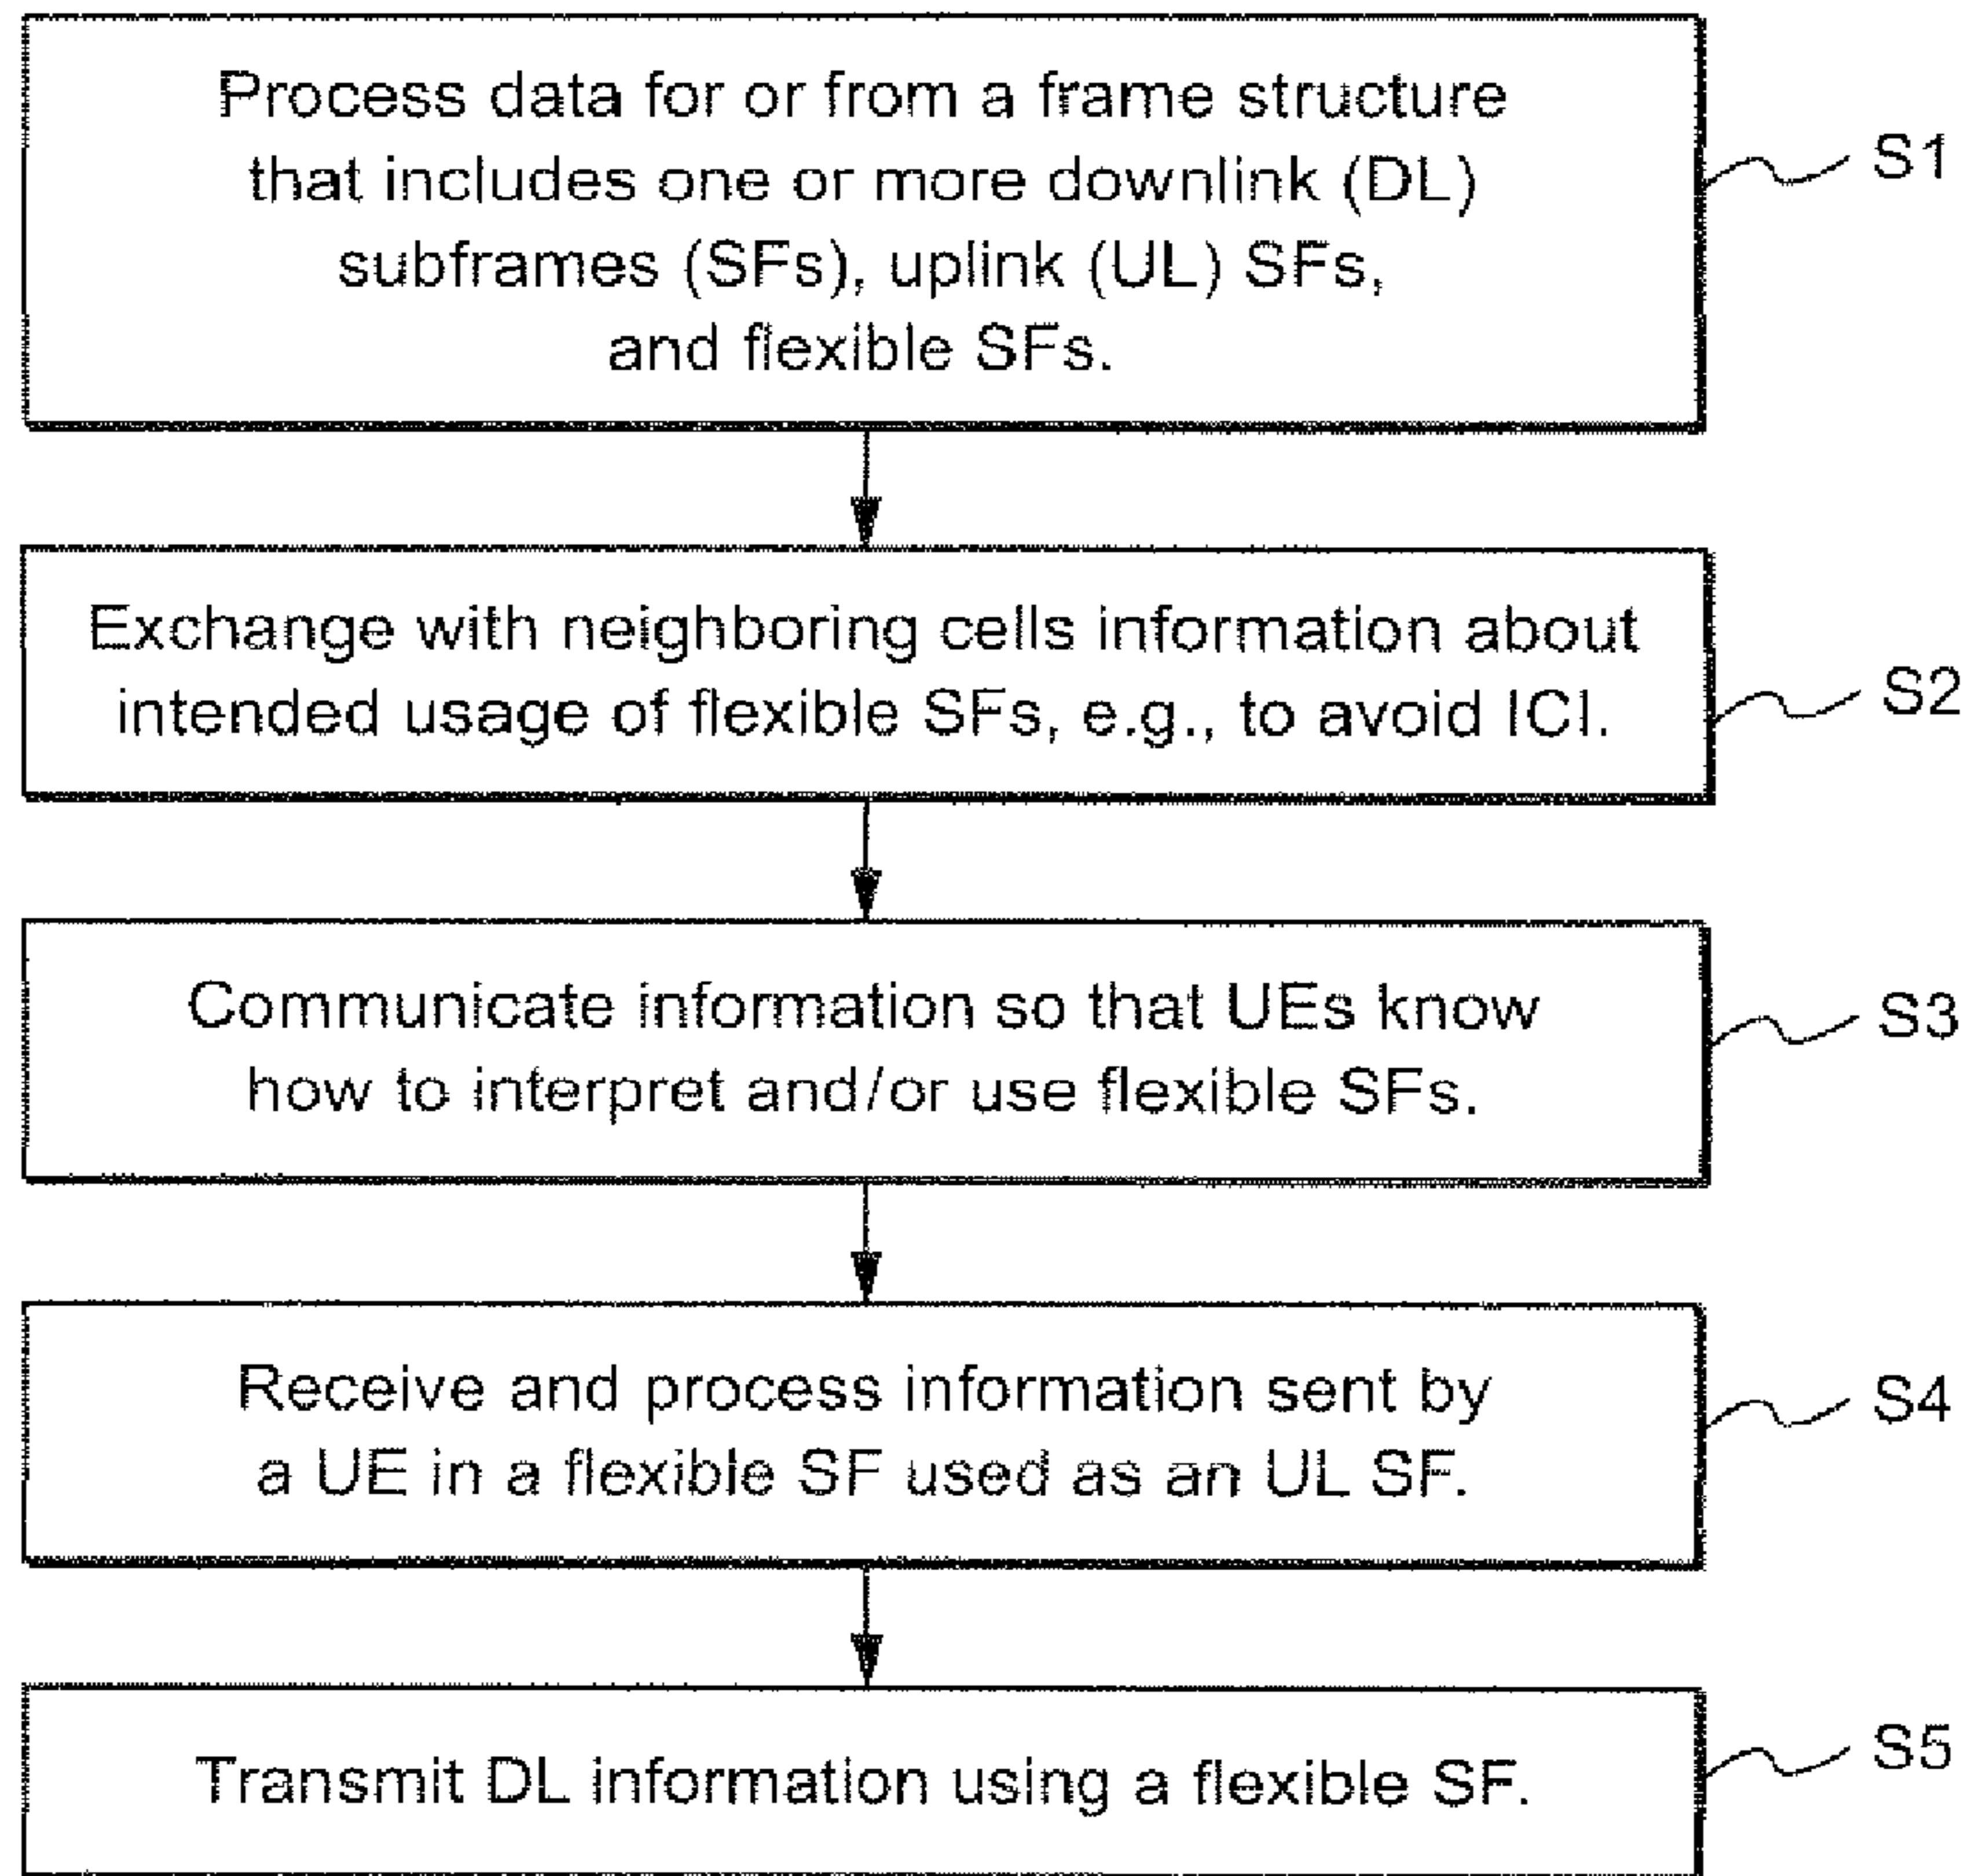 Process data for or from a frame structure
that includes one or more downlink (DL)
subframes (SFs), uplink (UL) SFs,
and flexible SFs.
S1
Exchange with neighboring cells information about
intended usage of flexible SFs, e.g., to avoid ICI.
S2
Communicate information so that UEs know
how to interpret and/or use flexible SFs.
S3
Receive and process information sent by
a UE in a flexible SF used as an UL SF.
S4
Transmit DL information using a flexible SF.
S5